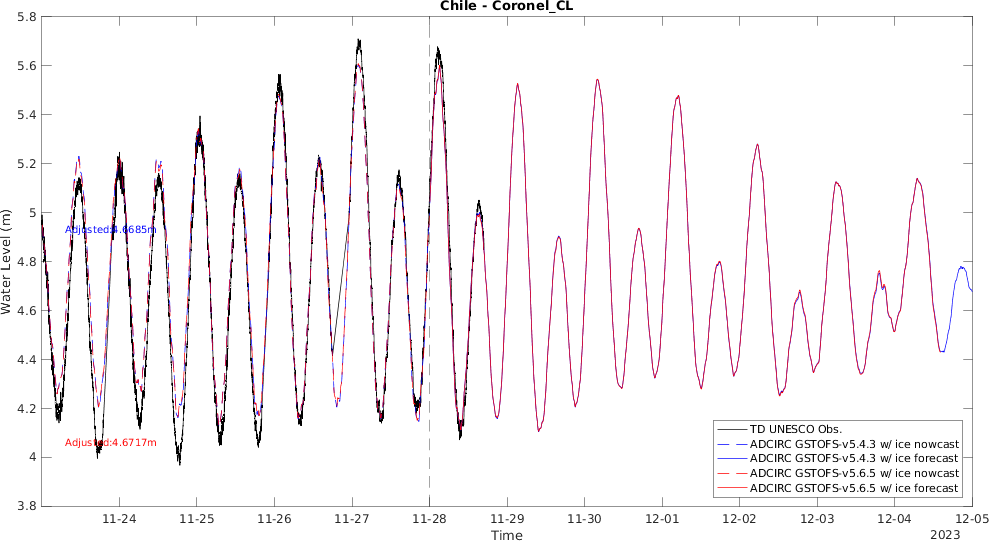 Chile - Coronel_CL
5.8
5.6
5.4
5.2
5
4.8
4.6
4.4
4.2
4
3.8
Water Level (m)
Adjusted:4.6685m
Adjusted:4.6717m
TD UNESCO Obs.
ADCIRC GSTOFS-v5.4.3 w/ ice nowcast
ADCIRC GSTOFS-v5.4.3 w/ ice forecast
ADCIRC GSTOFS-v5.6.5 w/ ice nowcast
ADCIRC GSTOFS-v5.6.5 w/ ice forecast
11-24 11-25 11-26 11-27 11-28 11-29 11-30 12-01 12-02 12-03 12-04 12-05
2023
Time